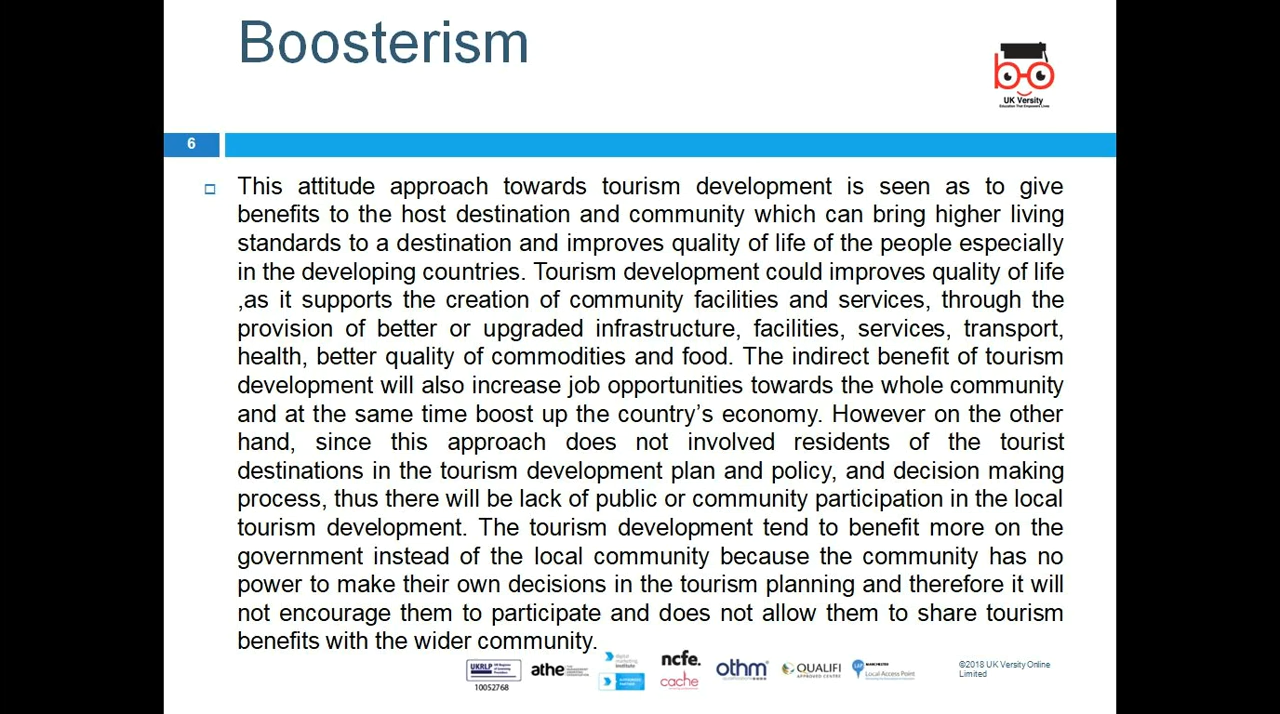 Boosterism
UK Versity
Education That Empowers Lives
6
This attitude approach towards tourism development is seen as to give
benefits to the host destination and community which can bring higher living
standards to a destination and improves quality of life of the people especially
in the developing countries. Tourism development could improves quality of life
,as it supports the creation of community facilities and services, through the
provision of better or upgraded infrastructure, facilities, services, transport,
health, better quality of commodities and food. The indirect benefit of tourism
development will also increase job opportunities towards the whole community
and at the same time boost up the country's economy. However on the other
hand, since this approach does not involved residents of the tourist
destinations in the tourism development plan and policy, and decision making
process, thus there will be lack of public or community participation in the local
tourism development. The tourism development tend to benefit more on the
government instead of the local community because the community has no
power to make their own decisions in the tourism planning and therefore it will
not encourage them to participate and does not allow them to share tourism
benefits with the wider community.
UKRLP
10052768
athe
digital
marketing
institute
ncfe.
cache
othm
QUALIFI
APPROVED CENTRE
MANCHESTER
Local Access Point
©2018 UK Versity Online
Limited